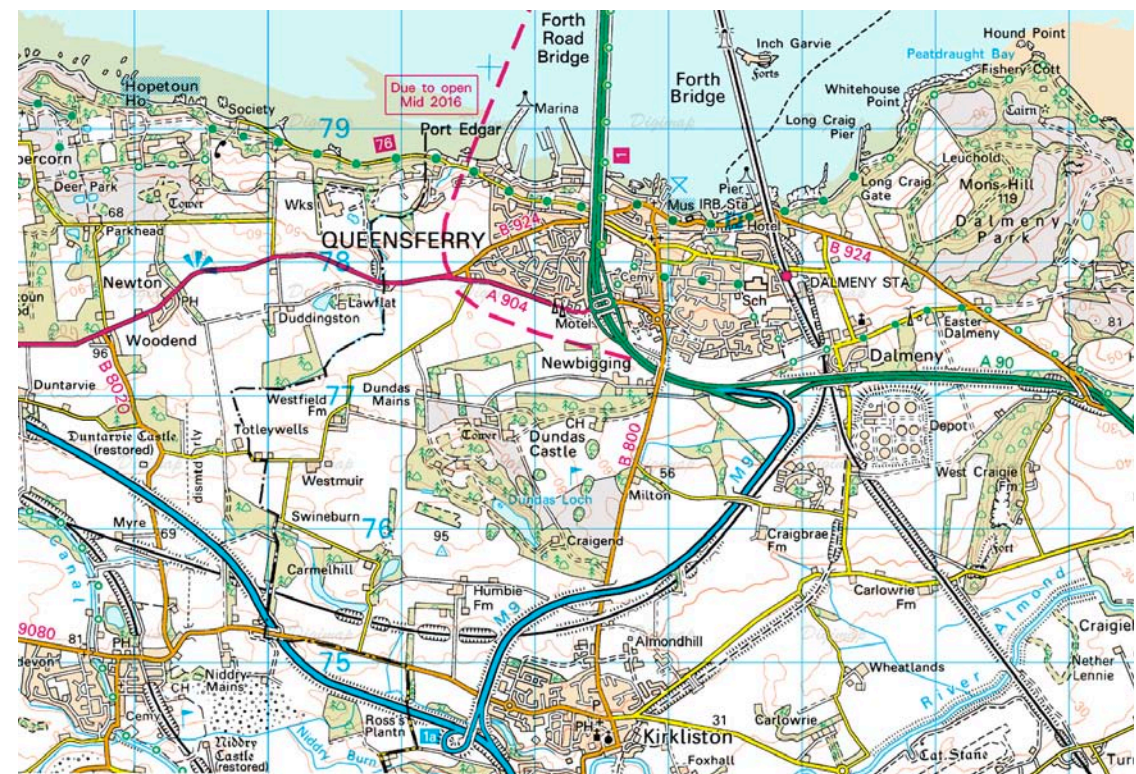 Forth
Road
Bridge
Hound Point
Inch Garvie
Forts
Peatdraught Bay
Fishery Cott
Forth
Bridge
Hopetoun
Ho
Due to open
Mid 2016
Marina
Whitehouse
Point
Cairn
Society
79
Port Edgar
Long Craig
Pier
76
1
Leuchold
Deer Park
Tower
Wks
Long Craig
Gate
Mons Hill
119
68
Pier
Mus
IRB Sta
Hotel
Dalmeny
Park
Parkhead
QUEENSFERRY
B 924
B 924
78
Newton
PH
Cemy
DALMENY STA
Lawflat
A 904
Sch
Duddingston
Motel
Easter
Dalmeny
81
Woodend
96
Newbigging
Dalmeny
A 90
Duntarvie
B 8020
77
Dundas
Mains
Westfield
Fm
CH
Depot
Duntarvie Castle
(restored)
Totleywells
Tower
Dundas
Castle
B 800
M 9
dismtd rly
Westmuir
56
Milton
West Craigie
Fm
Dundas Loch
Swineburn
76
Myre
69
95
Craigend
Craigbrae
Fm
Fort
Canal
Carmelhill
Humbie
Fm
Carlowrie
Fm
M 9
River Almond
9080
81
PH
75
Almondhill
Nether
Lennie
Wheatlands
Niddry
Mains
CH
Cemy
Ross's
Plantn
1a
P
PH
31
Carlowrie
Kirkliston
Niddry
Castle
(restored)
Niddry Burn
Foxhall
Cat Stane